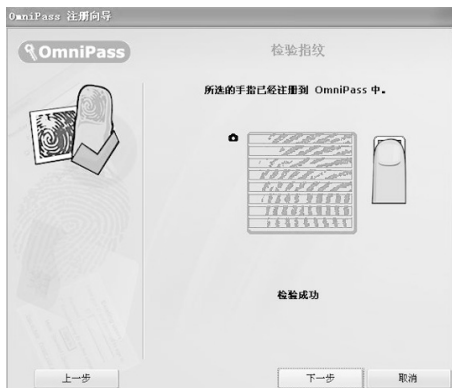 OmniPass 注册向导
OmniPass
检验指纹
所选的手指已经注册到 OmniPass 中。
检验成功
上一步
下一步
取消